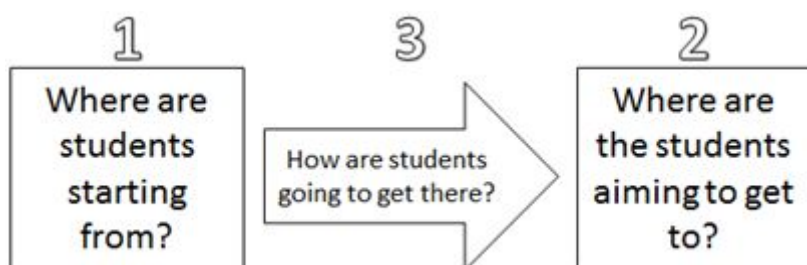 1
Where are
students
starting
from?
3
How are students
going to get there?
2
Where are
the students
aiming to get
to?